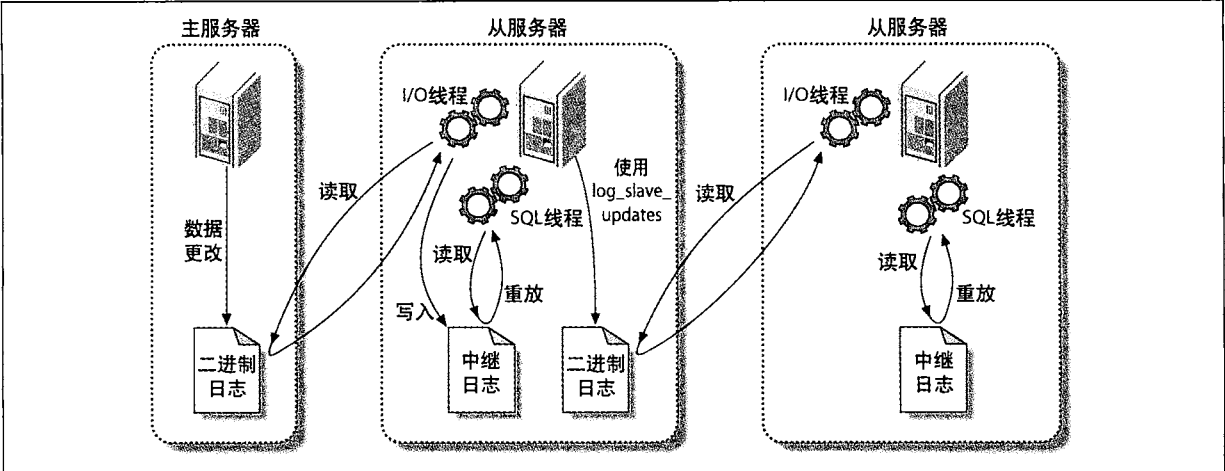 主服务器
从服务器
从服务器
I/O线程
I/O线程
使用
log_slave_
updates
读取
读取
SQL线程
SQL线程
数据
更改
读取
读取
重放
重放
写入
二进制
日志
中继
日志
二进制
日志
中继
日志